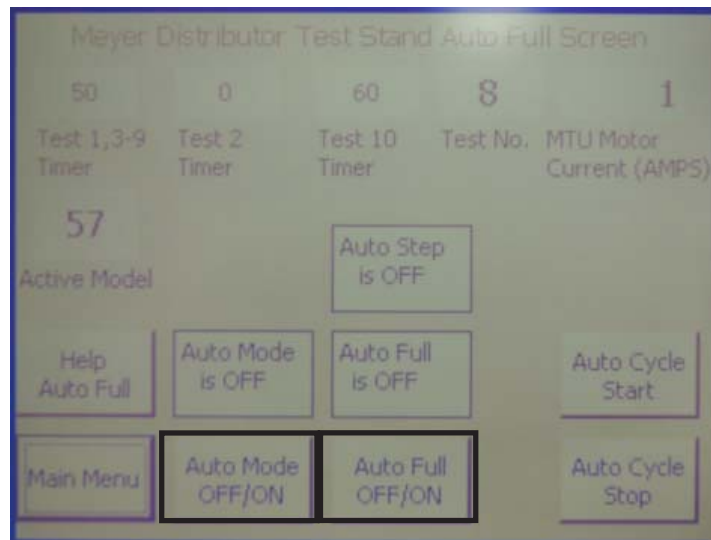 Meyer Distributor Test Stand Auto Full Screen
50 0 60 8 1
Test 1,3-9 Test 2 Test 10 Test No. MTU Motor
Timer Timer Timer Current (AMPS)
57
Active Model
Auto Step
is OFF
Help
Auto Full
Auto Mode
is OFF
Auto Full
is OFF
Auto Cycle
Start
Main Menu
Auto Mode
OFF/ON
Auto Full
OFF/ON
Auto Cycle
Stop